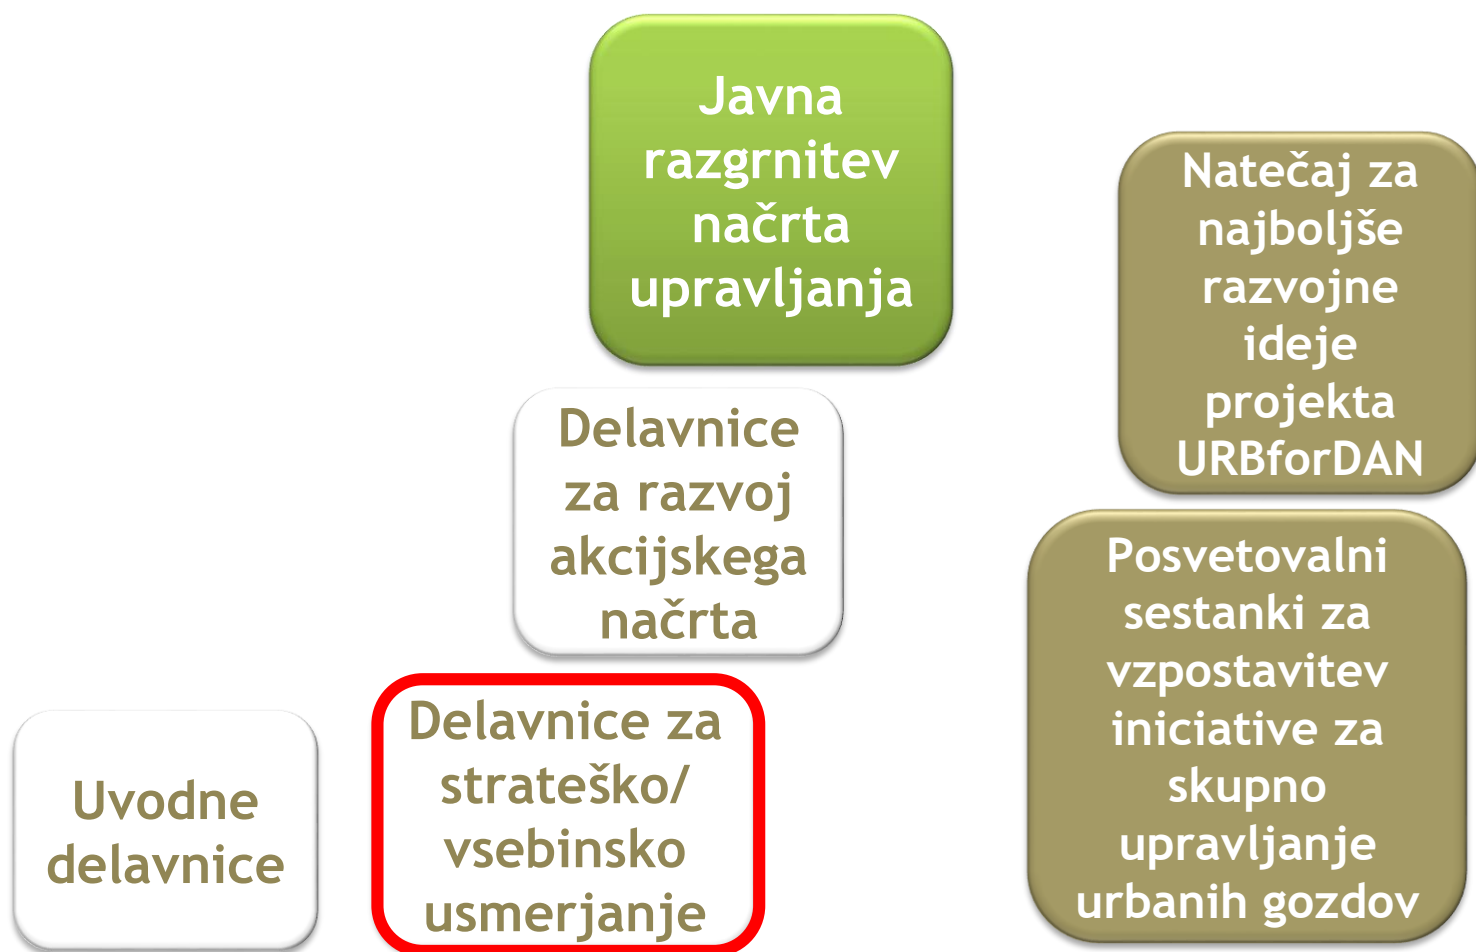 Javna
razgrnitev
načrta
upravljanja
Natečaj za
najboljše
razvojne
ideje
projekta
URBforDAN
Delavnice
za razvoj
akcijskega
načrta
Posvetovalni
sestanki za
vzpostavitev
iniciative za
skupno
upravljanje
urbanih gozdov
Uvodne
delavnice
Delavnice za
strateško/
vsebinsko
usmerjanje